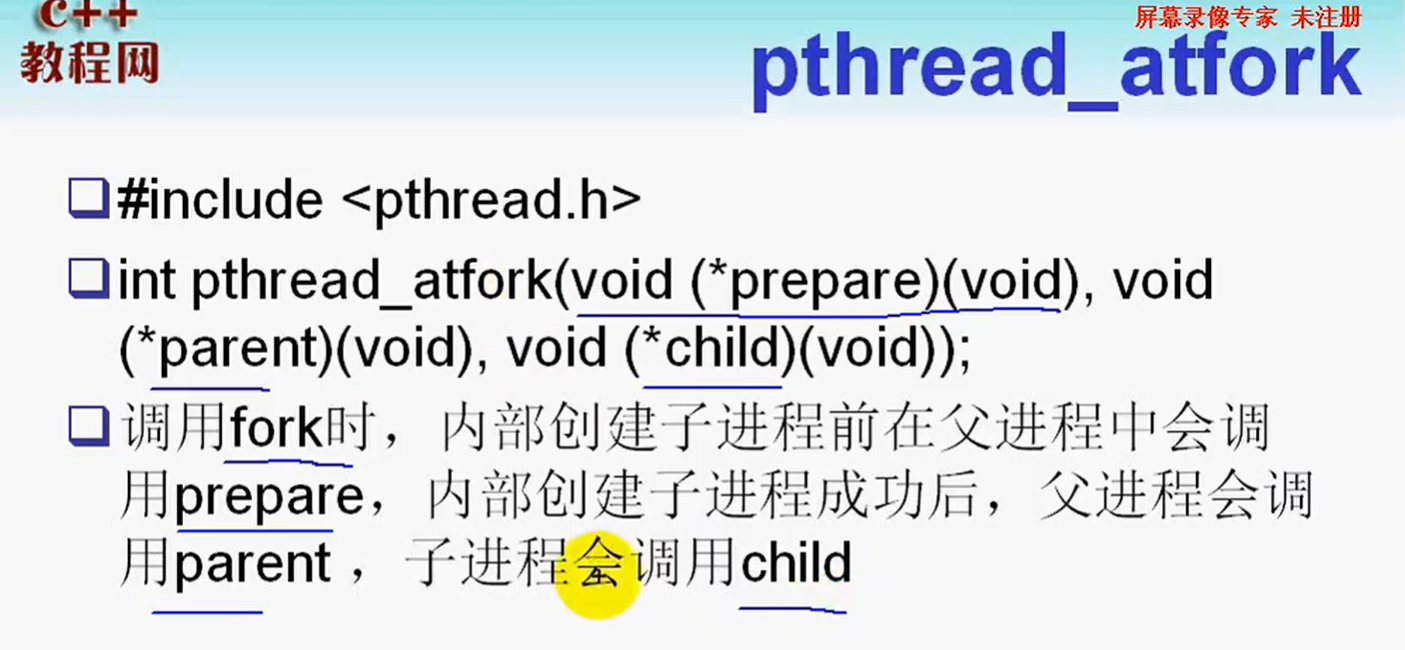 c++
教程网
屏幕录像专家 未注册
pthread_atfork
#include <pthread.h>
int pthread_atfork(void (*prepare)(void), void
(*parent)(void), void (*child)(void));
调用fork时，内部创建子进程前在父进程中会调
用prepare，内部创建子进程成功后，父进程会调
用parent ，子进程会调用child